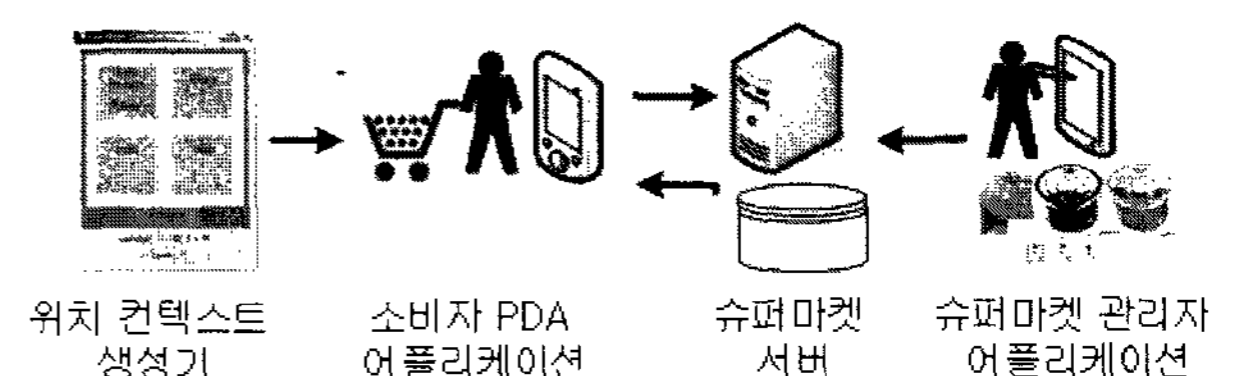 위치 컨텍스트
생성기
소비자 PDA
어플리케이션
슈퍼마켓
서버
슈퍼마켓 관리자
어플리케이션